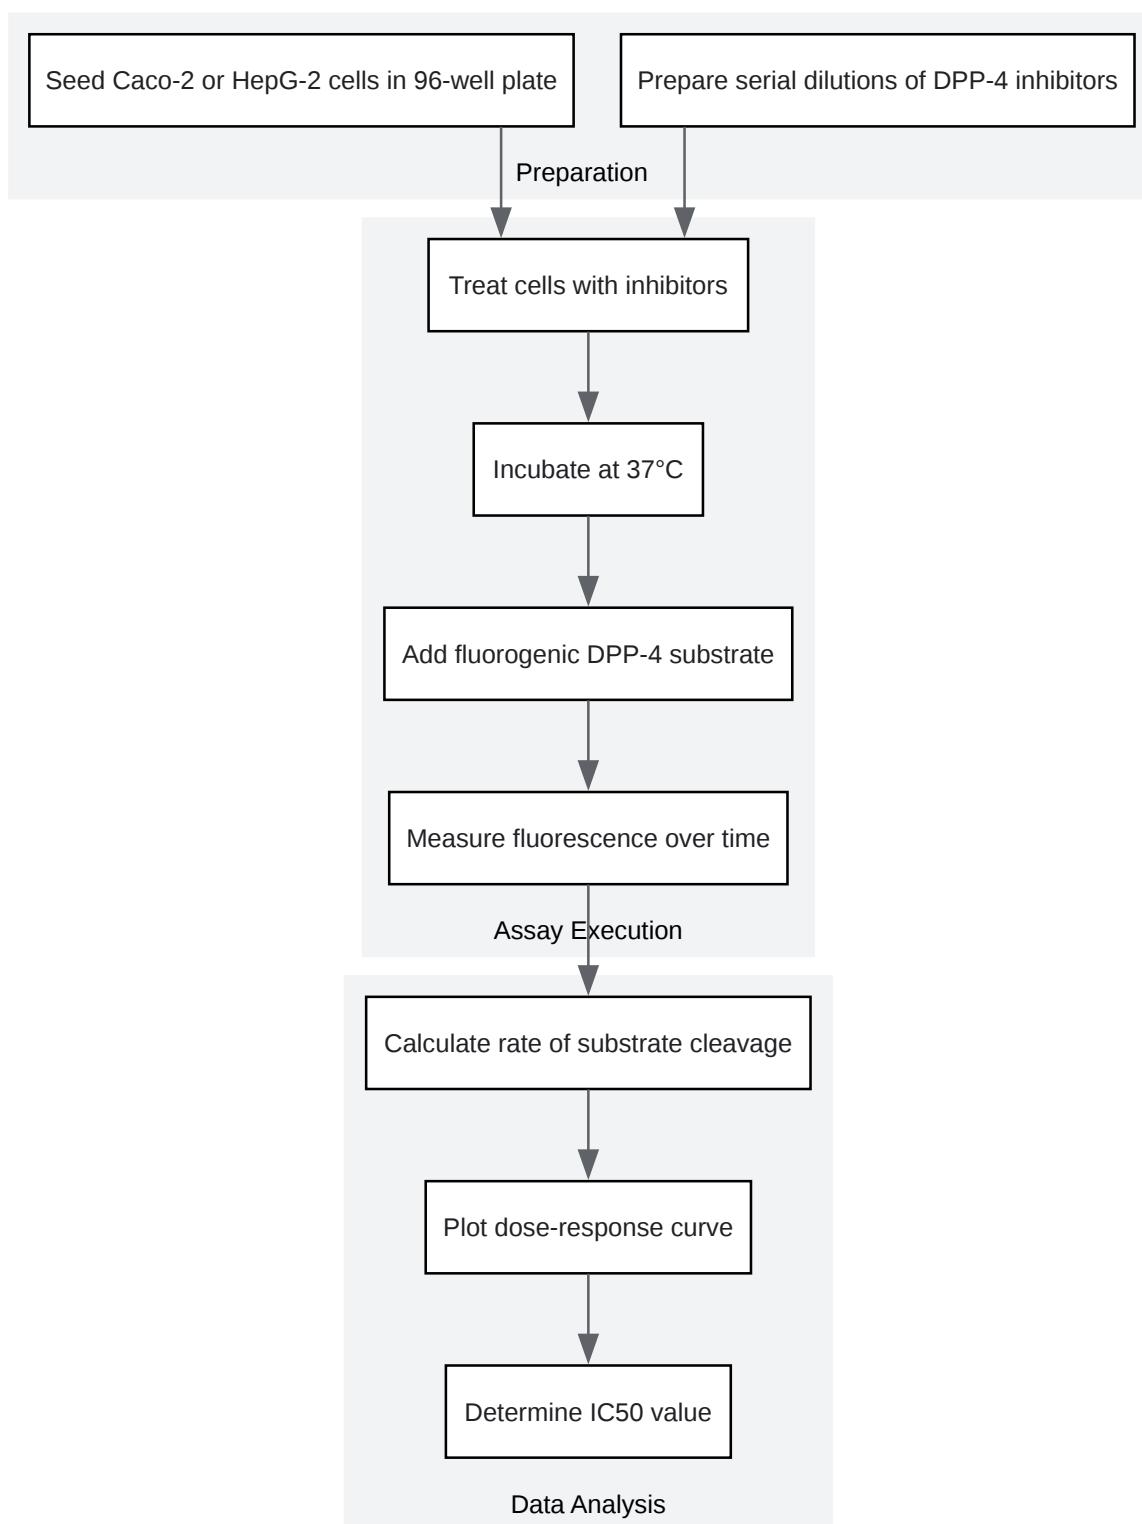 Seed Caco-2 or HepG-2 cells in 96-well plate
Prepare serial dilutions of DPP-4 inhibitors
Preparation
Treat cells with inhibitors
Incubate at 37°C
Add fluorogenic DPP-4 substrate
Measure fluorescence over time
Assay Execution
Calculate rate of substrate cleavage
Plot dose-response curve
Determine IC50 value
Data Analysis